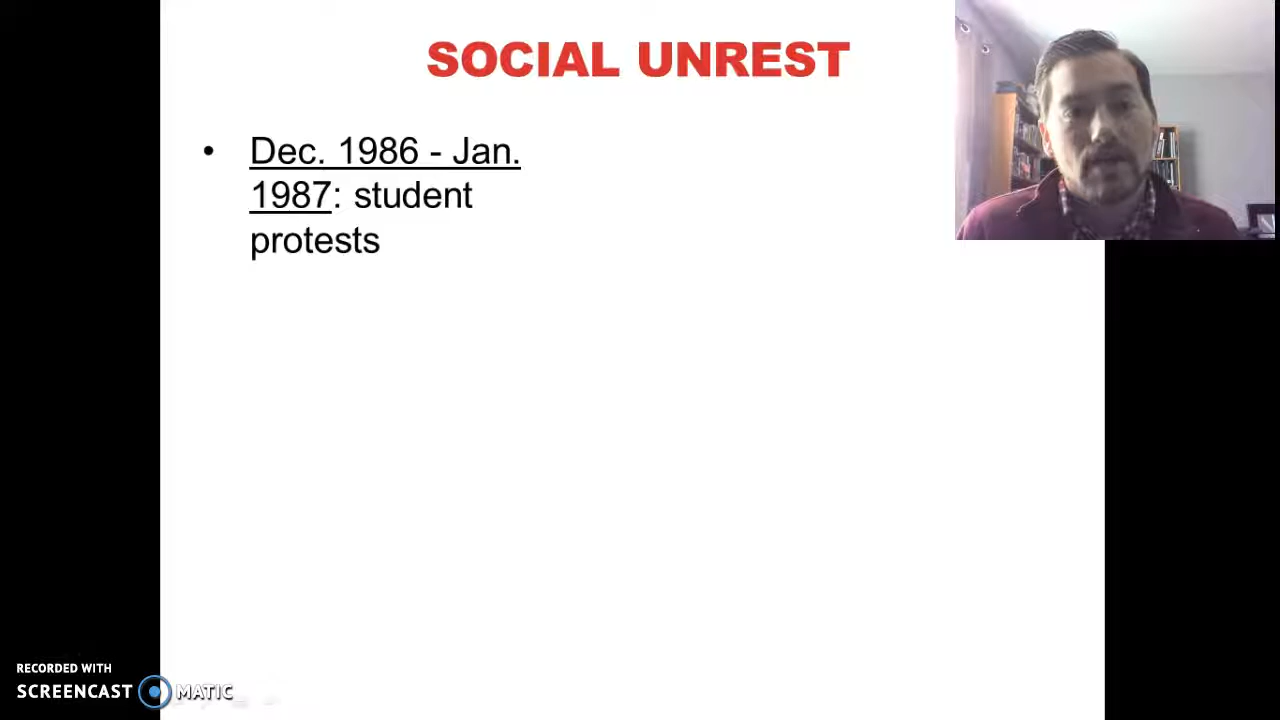 SOCIAL UNREST
• Dec. 1986 - Jan.
1987: student
protests
RECORDED WITH
SCREENCAST MATIC